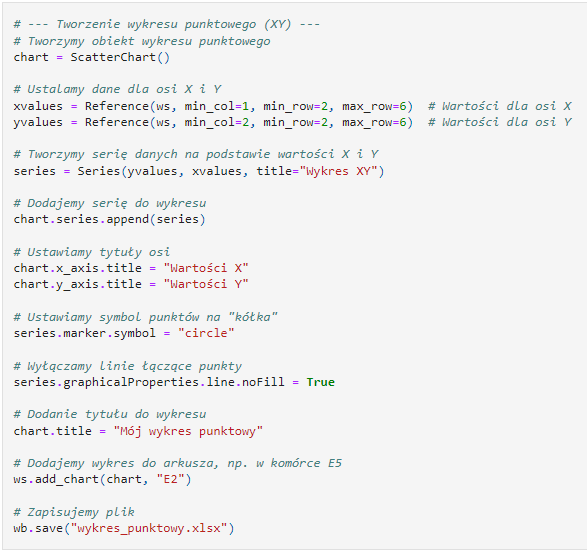 # --- Tworzenie wykresu punktowego (XY) ---
# Tworzymy obiekt wykresu punktowego
chart = ScatterChart()
# Ustalamy dane dla osi X i Y
xvalues = Reference(ws, min_col=1, min_row=2, max_row=6)  # Wartości dla osi X
yvalues = Reference(ws, min_col=2, min_row=2, max_row=6)  # Wartości dla osi Y
# Tworzymy serię danych na podstawie wartości X i Y
series = Series(yvalues, xvalues, title="Wykres XY")
# Dodajemy serię do wykresu
chart.series.append(series)
# Ustawiamy tytuły osi
chart.x_axis.title = "Wartości X"
chart.y_axis.title = "Wartości Y"
# Ustawiamy symbol punktów na "kółka"
series.marker.symbol = "circle"
# Wyłączamy linie łączące punkty
series.graphicalProperties.line.noFill = True
# Dodanie tytułu do wykresu
chart.title = "Mój wykres punktowy"
# Dodajemy wykres do arkusza, np. w komórce E5
ws.add_chart(chart, "E2")
# Zapisujemy plik
wb.save("wykres_punktowy.xlsx")